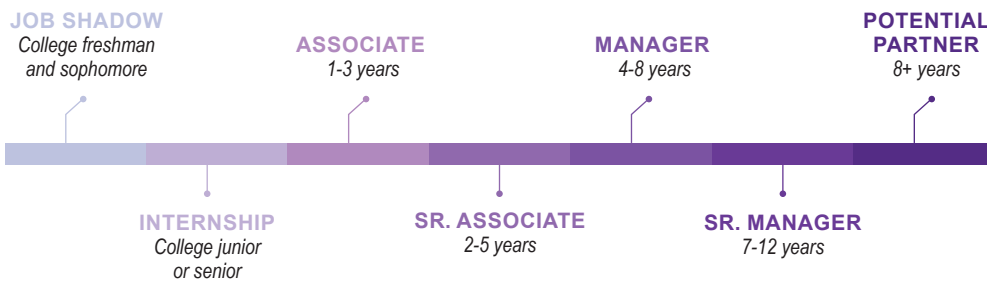 JOB SHADOW
College freshman
and sophomore
INTERNSHIP
College junior
or senior
ASSOCIATE
1-3 years
SR. ASSOCIATE
2-5 years
MANAGER
4-8 years
SR. MANAGER
7-12 years
POTENTIAL
PARTNER
8+ years